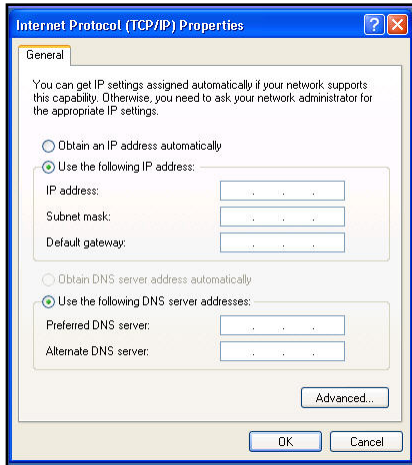 Internet Protocol (TCP/IP) Properties
General
You can get IP settings assigned automatically if your network supports
this capability. Otherwise, you need to ask your network administrator for
the appropriate IP settings.
Obtain an IP address automatically
Use the following IP address:
IP address:
Subnet mask:
Default gateway:
Obtain DNS server address automatically
Use the following DNS server addresses:
Preferred DNS server:
Alternate DNS server:
Advanced...
OK Cancel